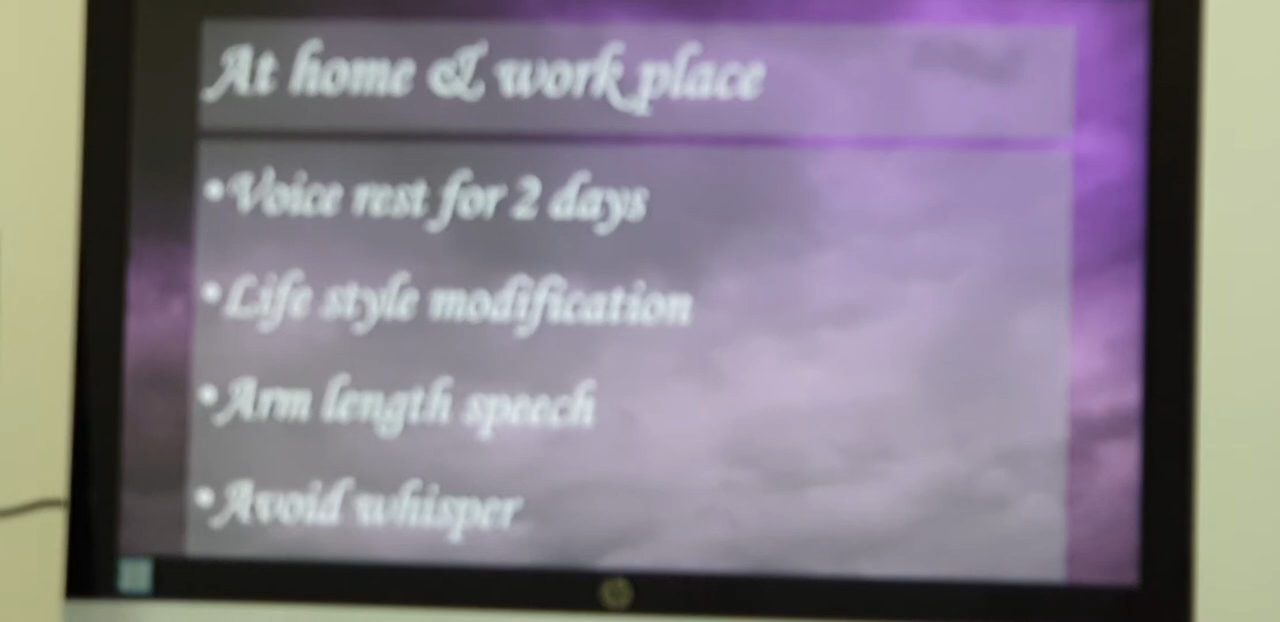 At home & work place
•Voice rest for 2 days
•Life style modification
•Arm length speech
•Avoid whisper